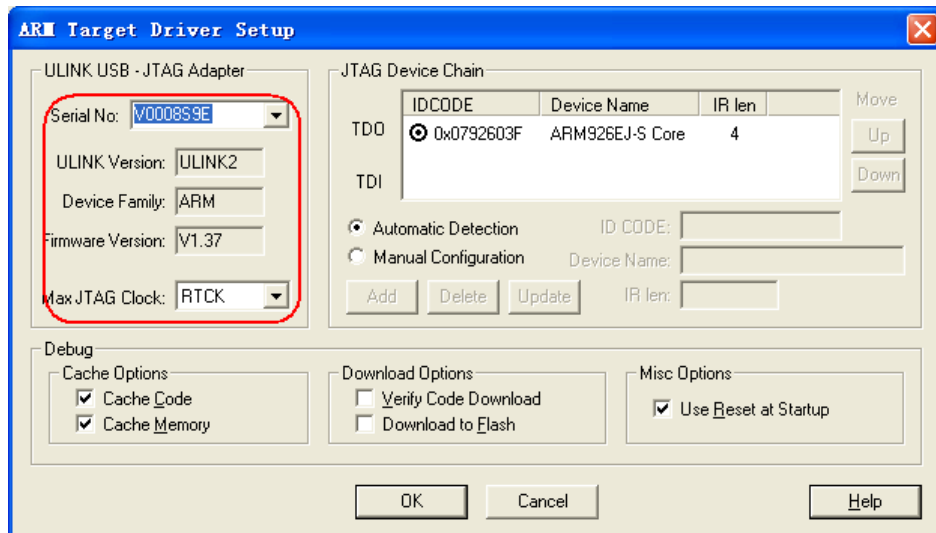 ARM Target Driver Setup
ULINK USB - JTAG Adapter
Serial No: V0008S9E
ULINK Version: ULINK2
Device Family: ARM
Firmware Version: V1.37
Max JTAG Clock: RTCK
JTAG Device Chain
IDCODE Device Name IR len
TDO 0x0792603F ARM926EJ-S Core 4
TDI
Move
Up
Down
Automatic Detection
Manual Configuration
ID CODE:
Device Name:
Add Delete Update IR len:
Debug
Cache Options
Cache Code
Cache Memory
Download Options
Verify Code Download
Download to Flash
Misc Options
Use Reset at Startup
OK Cancel Help